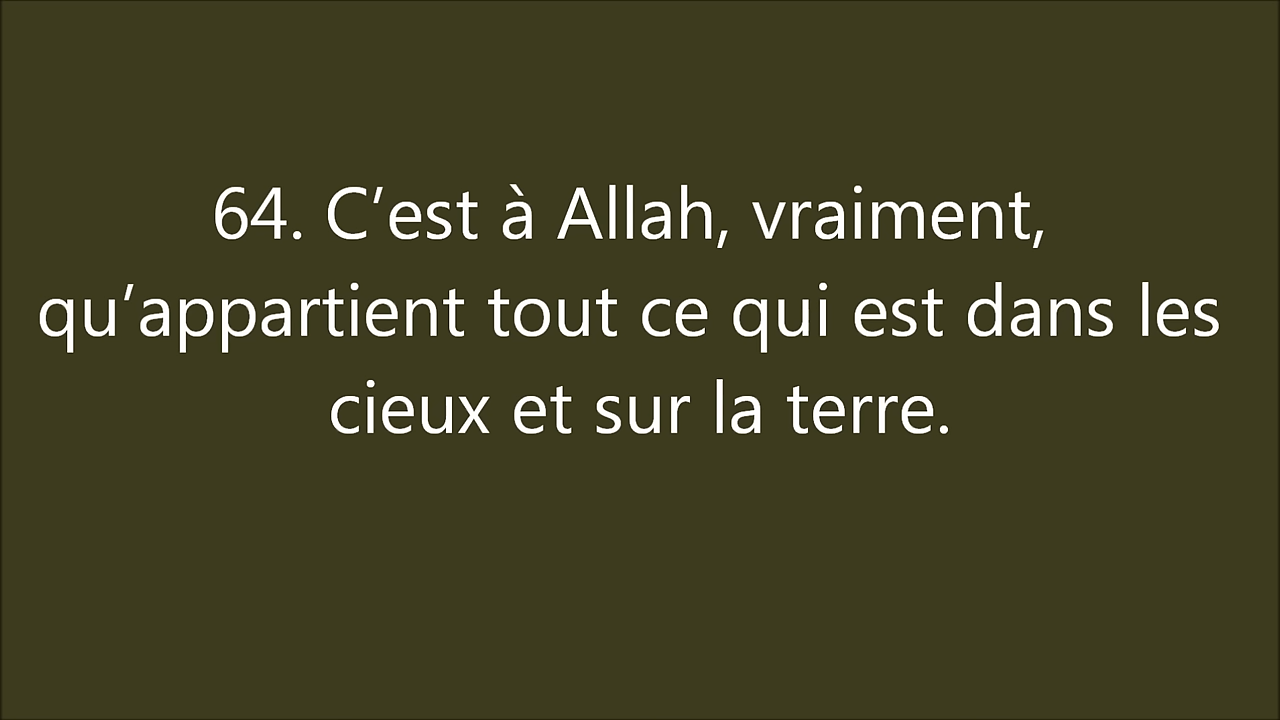 64. C’est à Allah, vraiment,
qu’appartient tout ce qui est dans les
cieux et sur la terre.